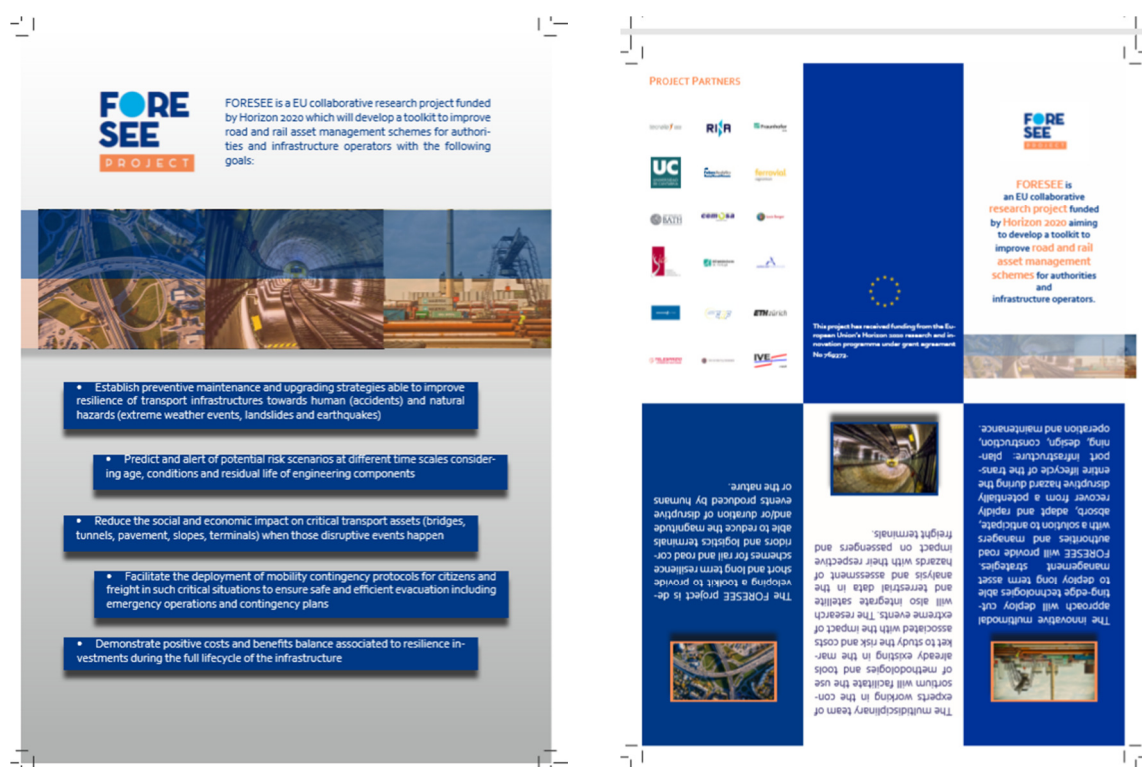 FORE
SEE
PROJECT
FORESEE is a EU collaborative research project funded
by Horizon 2020 which will develop a toolkit to improve
road and rail asset management schemes for authori-
ties and infrastructure operators with the following
goals:
• Establish preventive maintenance and upgrading strategies able to improve
resilience of transport infrastructures towards human (accidents) and natural
hazards (extreme weather events, landslides and earthquakes)
• Predict and alert of potential risk scenarios at different time scales consider-
ing age, conditions and residual life of engineering components
• Reduce the social and economic impact on critical transport assets (bridges,
tunnels, pavement, slopes, terminals) when those disruptive events happen
• Facilitate the deployment of mobility contingency protocols for citizens and
freight in such critical situations to ensure safe and efficient evacuation including
emergency operations and contingency plans
• Demonstrate positive costs and benefits balance associated to resilience in-
vestments during the full lifecycle of the infrastructure
PROJECT PARTNERS
RINA
Fraunhofer
UC
ferrovial
BATH
cemosa
ETH zürich
IVE
This project has received funding from the Eu-
ropean Union's Horizon 2020 research and in-
novation programme under grant agreement
No 769373.
FORE
SEE
PROJECT
FORESEE is
an EU collaborative
research project funded
by Horizon 2020 aiming
to develop a toolkit to
improve road and rail
asset management
schemes for authorities
and
infrastructure operators.
The innovative multimodal
approach will deploy cut-
ting-edge technologies able
to deploy long term asset
management strategies.
FORESEE will provide road
authorities and managers
with a solution to anticipate,
absorb, adapt and rapidly
recover from a potentially
disruptive hazard during the
entire lifecycle of the trans-
port infrastructure: plan-
ning, design, construction,
operation and maintenance.
The multidisciplinary team of
experts working in the con-
sortium will facilitate the use
of methodologies and tools
already existing in the mar-
ket to study the risk and costs
associated with the impact of
extreme events. The research
will also integrate satellite
and terrestrial data in the
analysis and assessment of
hazards with their respective
impact on passengers and
freight terminals.
The FORESEE project is de-
veloping a toolkit to provide
short and long term resilience
schemes for rail and road cor-
ridors and logistics terminals
able to reduce the magnitude
and/or duration of disruptive
events produced by humans
or the nature.